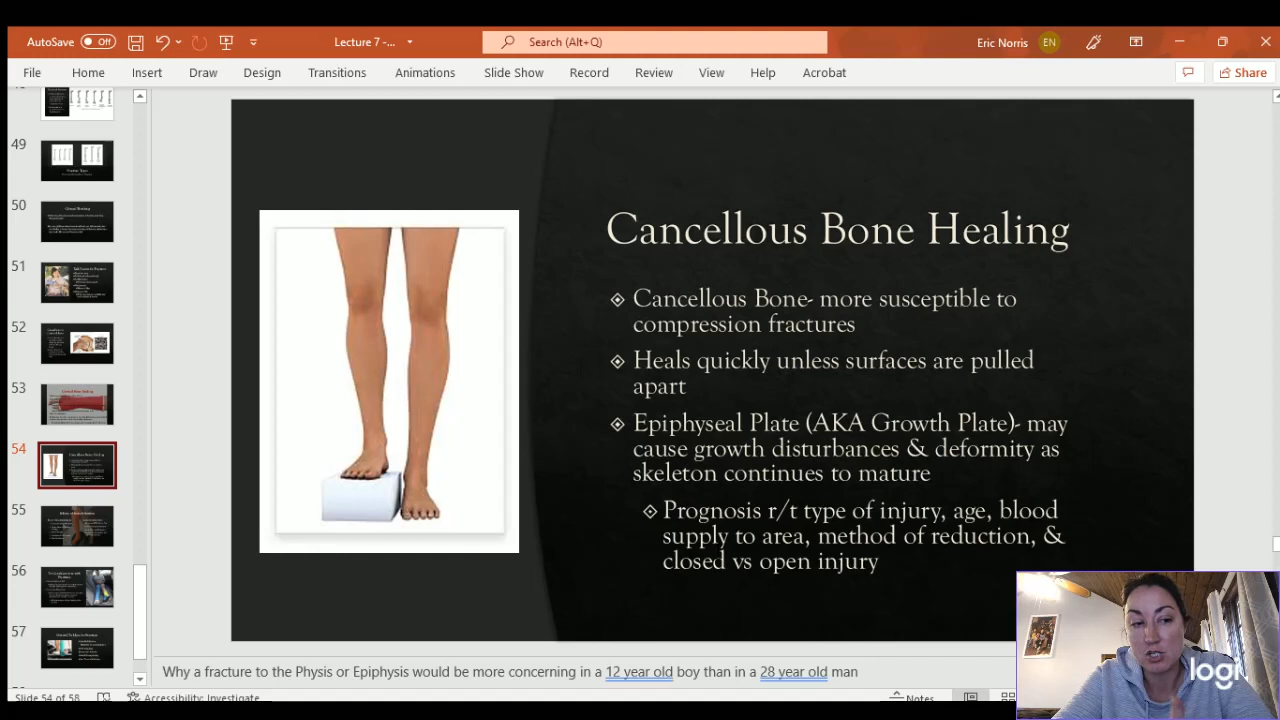 AutoSave Off Lecture 7 -... Search (Alt+Q) Eric Norris EN
File Home Insert Draw Design Transitions Animations Slide Show Record Review View Help Acrobat Share
49
50
51
52
53
54
55
56
57
Cancellous Bone Healing
Cancellous Bone- more susceptible to
compression fractures
Heals quickly unless surfaces are pulled
apart
Epiphyseal Plate (AKA Growth Plate)- may
cause growth disturbances & deformity as
skeleton continues to mature
Prognosis r/t type of injury, age, blood
supply to area, method of reduction, &
closed vs open injury
Why a fracture to the Physis or Epiphysis would be more concerning in a 12 year old boy than in a 28 year old man
Slide 54 of 58 Accessibility: Investigate Notes
logi